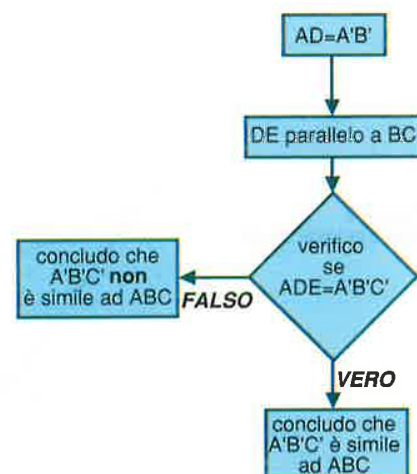 AD=A'B'
DE parallelo a BC
verifico
se
ADE=A'B'C'
FALSO
concludo che
A'B'C' non
è simile ad ABC
VERO
concludo che
A'B'C' è simile
ad ABC